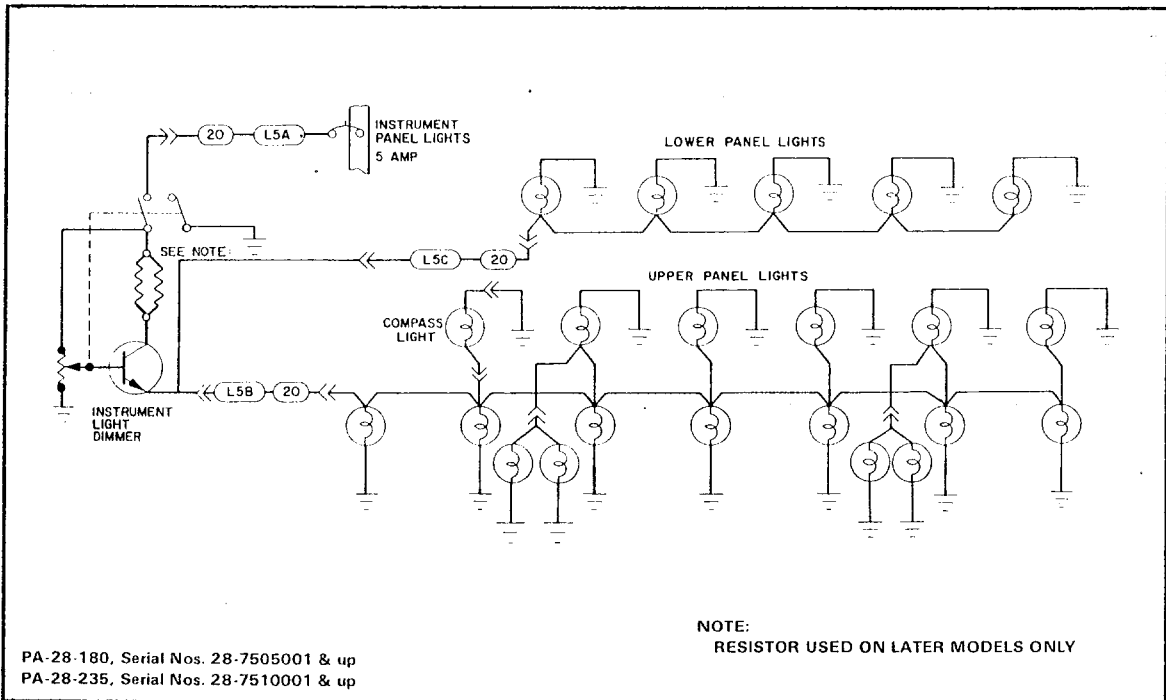 20
L5A
INSTRUMENT
PANEL LIGHTS
5 AMP
LOWER PANEL LIGHTS
SEE NOTE:
L5C
20
UPPER PANEL LIGHTS
COMPASS
LIGHT
L5B
20
INSTRUMENT
LIGHT
DIMMER
NOTE:
RESISTOR USED ON LATER MODELS ONLY
PA-28-180, Serial Nos. 28-7505001 & up
PA-28-235, Serial Nos. 28-7510001 & up